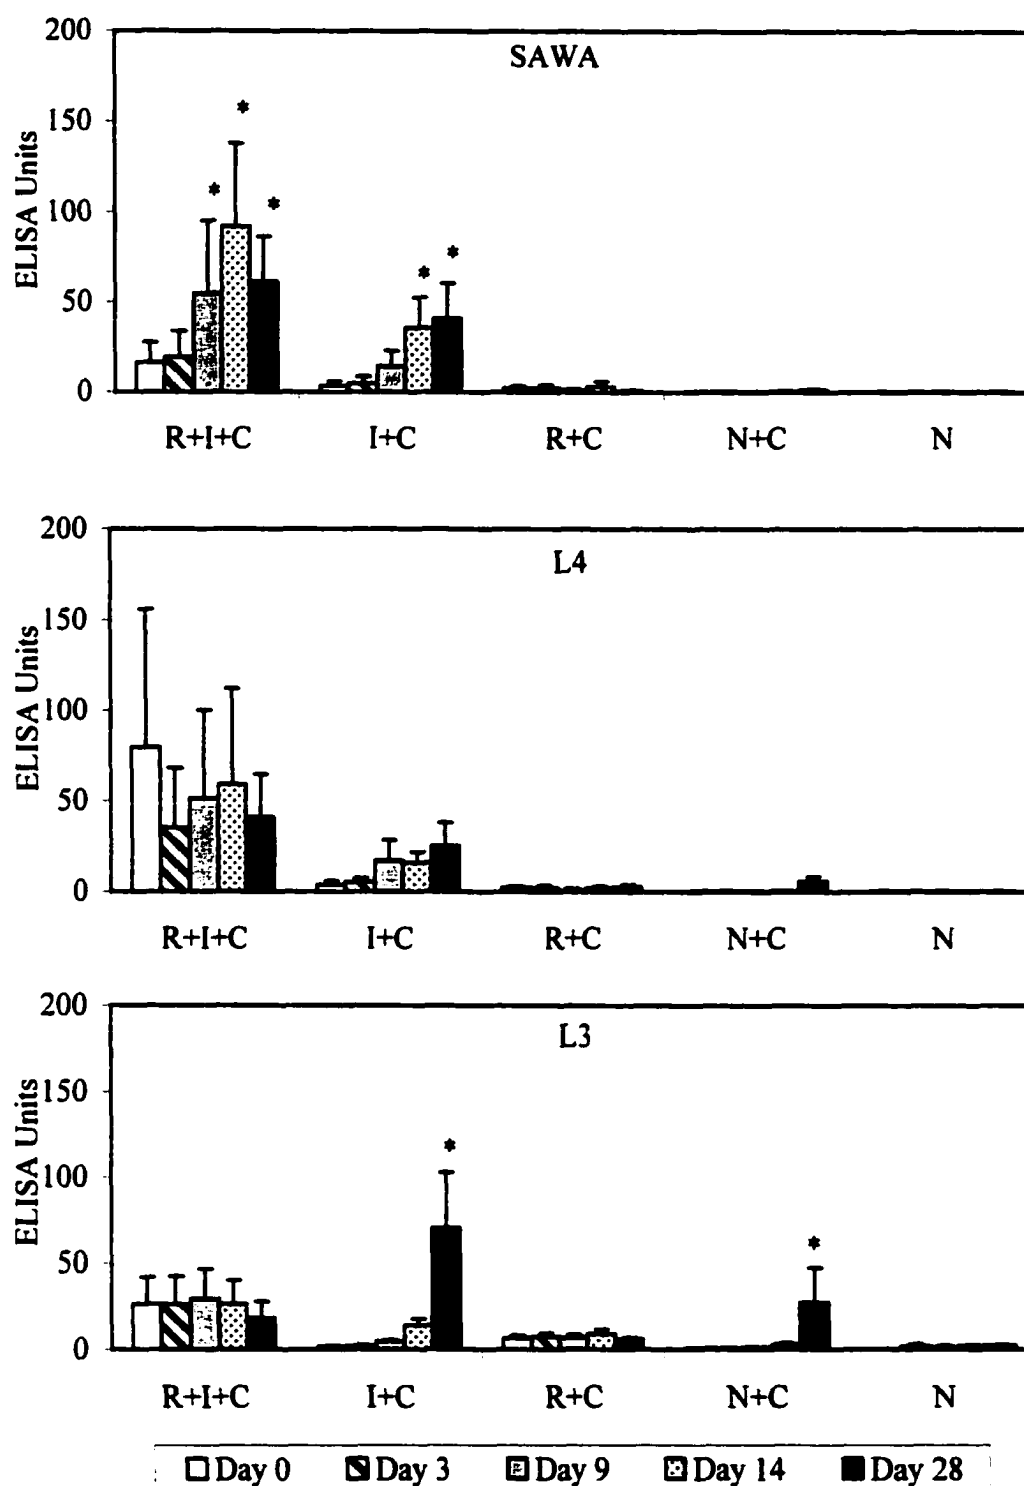 SAWA
ELISA Units
200
150
100
50
0
* * * * *
R+I+C I+C R+C N+C N
L4
ELISA Units
200
150
100
50
0
R+I+C I+C R+C N+C N
L3
ELISA Units
200
150
100
50
0
* *
R+I+C I+C R+C N+C N
Day 0 Day 3 Day 9 Day 14 Day 28